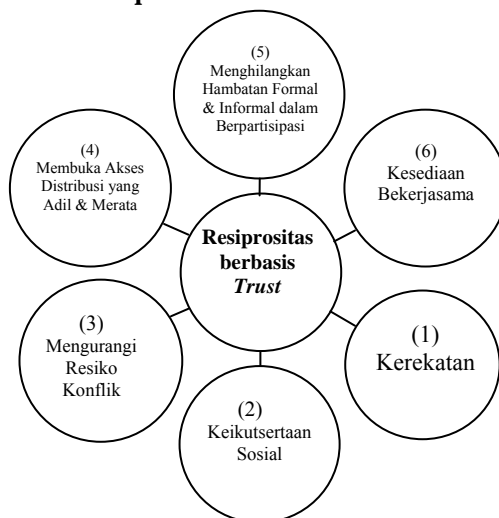 (5)
Menghilangkan
Hambatan Formal
& Informal dalam
Berpartisipasi
(4)
Membuka Akses
Distribusi yang
Adil & Merata
(6)
Kesediaan
Bekerjasama
Resiprositas
berbasis
Trust
(3)
Mengurangi
Resiko
Konflik
(1)
Kerekatan
(2)
Keikutsertaan
Sosial